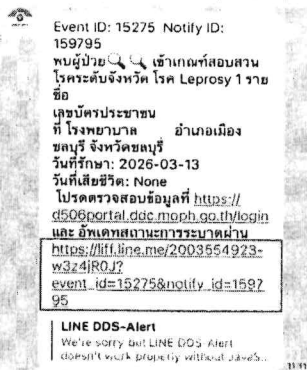 Event ID: 15275 Notify ID:
159795
พบผู้ป่วย🔍🔍 เข้าเกณฑ์สอบสวน
โรคระดับจังหวัด โรค Leprosy 1 ราย
ชื่อ
เลขบัตรประชาชน
ที่ โรงพยาบาล อำเภอเมือง
ชลบุรี จังหวัดชลบุรี
วันที่รักษา: 2026-03-13
วันที่เสียชีวิต: None
โปรดตรวจสอบข้อมูลที่ https://
d506portal.ddc.moph.go.th/login
และ อัพเดทสถานะการระบาดผ่าน
https://liff.line.me/2003554923-
w3z4jR0J?
event_id=15275&notify_id=1597
95
LINE DDS-Alert
We're sorry but LINE DDS-Alert
doesn't work properly without JavaS...